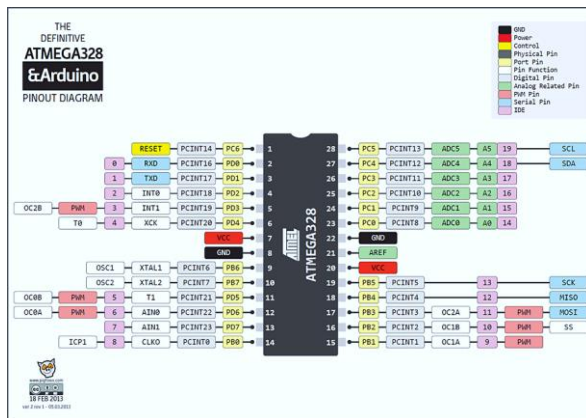 THE
DEFINITIVE
ATMEGA328
&Arduino
PINOUT DIAGRAM
GND
Power
Control
Physical Pin
Port Pin
Pin Function
Digital Pin
Analog Related Pin
PWM Pin
Serial Pin
IDE
RESET PCINT14 PC6 1 28 PC5 PCINT13 ADC5 A5 19 SCL
0 RXD PCINT16 PD0 2 27 PC4 PCINT12 ADC4 A4 18 SDA
1 TXD PCINT17 PD1 3 26 PC3 PCINT11 ADC3 A3 17
2 INT0 PCINT18 PD2 4 25 PC2 PCINT10 ADC2 A2 16
OC2B PWM 3 INT1 PCINT19 PD3 5 24 PC1 PCINT9 ADC1 A1 15
T0 4 XCK PCINT20 PD4 6 23 PC0 PCINT8 ADC0 A0 14
VCC 7 22 GND
GND 8 21 AREF
OSC1 XTAL1 PCINT6 PB6 9 20 VCC
OSC2 XTAL2 PCINT7 PB7 10 19 PB5 PCINT5 13 SCK
OC0B PWM 5 T1 PCINT21 PD5 11 18 PB4 PCINT4 12 MISO
OC0A PWM 6 AIN0 PCINT22 PD6 12 17 PB3 PCINT3 OC2A 11 PWM MOSI
7 AIN1 PCINT23 PD7 13 16 PB2 PCINT2 OC1B 10 PWM SS
ICP1 8 CLKO PCINT0 PB0 14 15 PB1 PCINT1 OC1A 9 PWM
ATMEL
ATMEGA328
18 FEB 2013